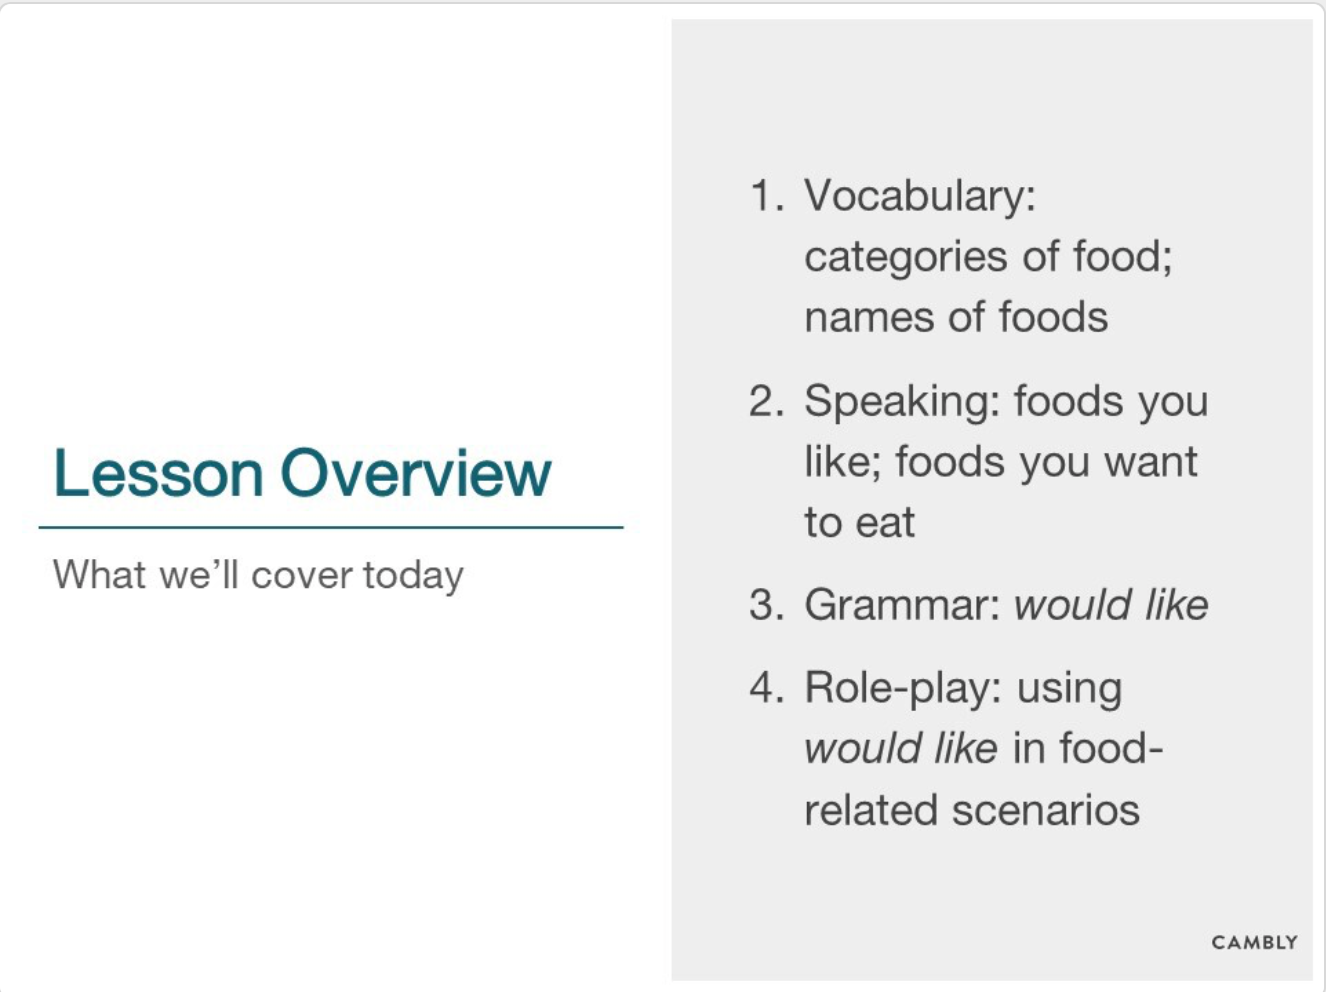 Lesson Overview
What we’ll cover today
1. Vocabulary:
categories of food;
names of foods
2. Speaking: foods you
like; foods you want
to eat
3. Grammar: would like
4. Role-play: using
would like in food-
related scenarios
CAMBLY